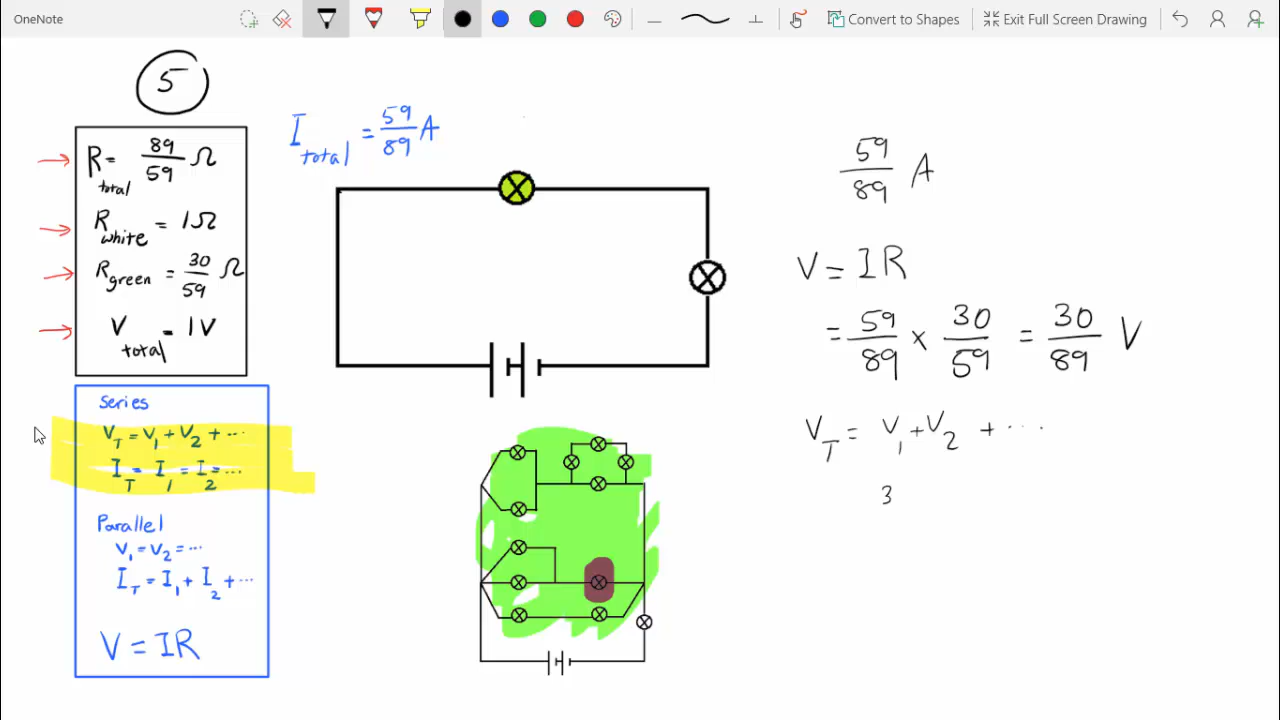 OneNote
Convert to Shapes
Exit Full Screen Drawing
5
R total = 89/59 Ω
R white = 1Ω
R green = 30/59 Ω
V total = 1V
I total = 59/89 A
Series
V_T = V_1 + V_2 + ...
I_T = I_1 = I_2 = ...
Parallel
V_1 = V_2 = ...
I_T = I_1 + I_2 + ...
V = IR
59/89 A
V = IR
= 59/89 × 30/59 = 30/89 V
V_T = V_1 + V_2 + ...
3